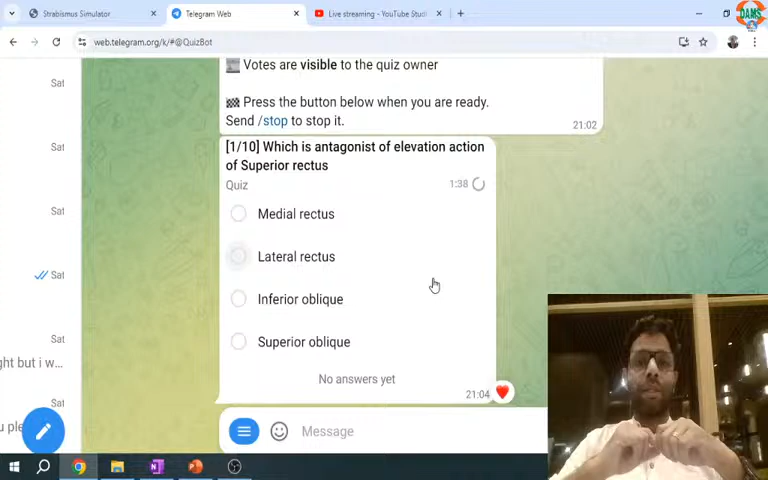 Strabismus Simulator
Telegram Web
Live streaming - YouTube Studi
DAMS
web.telegram.org/k/#@QuizBot
Sat
Votes are visible to the quiz owner
Press the button below when you are ready.
Send /stop to stop it.
21:02
Sat
[1/10] Which is antagonist of elevation action
of Superior rectus
Quiz
1:38
Sat
Medial rectus
Lateral rectus
Sat
Inferior oblique
Superior oblique
Sat
ght but i w...
No answers yet
21:04
Sat
u ple
Message